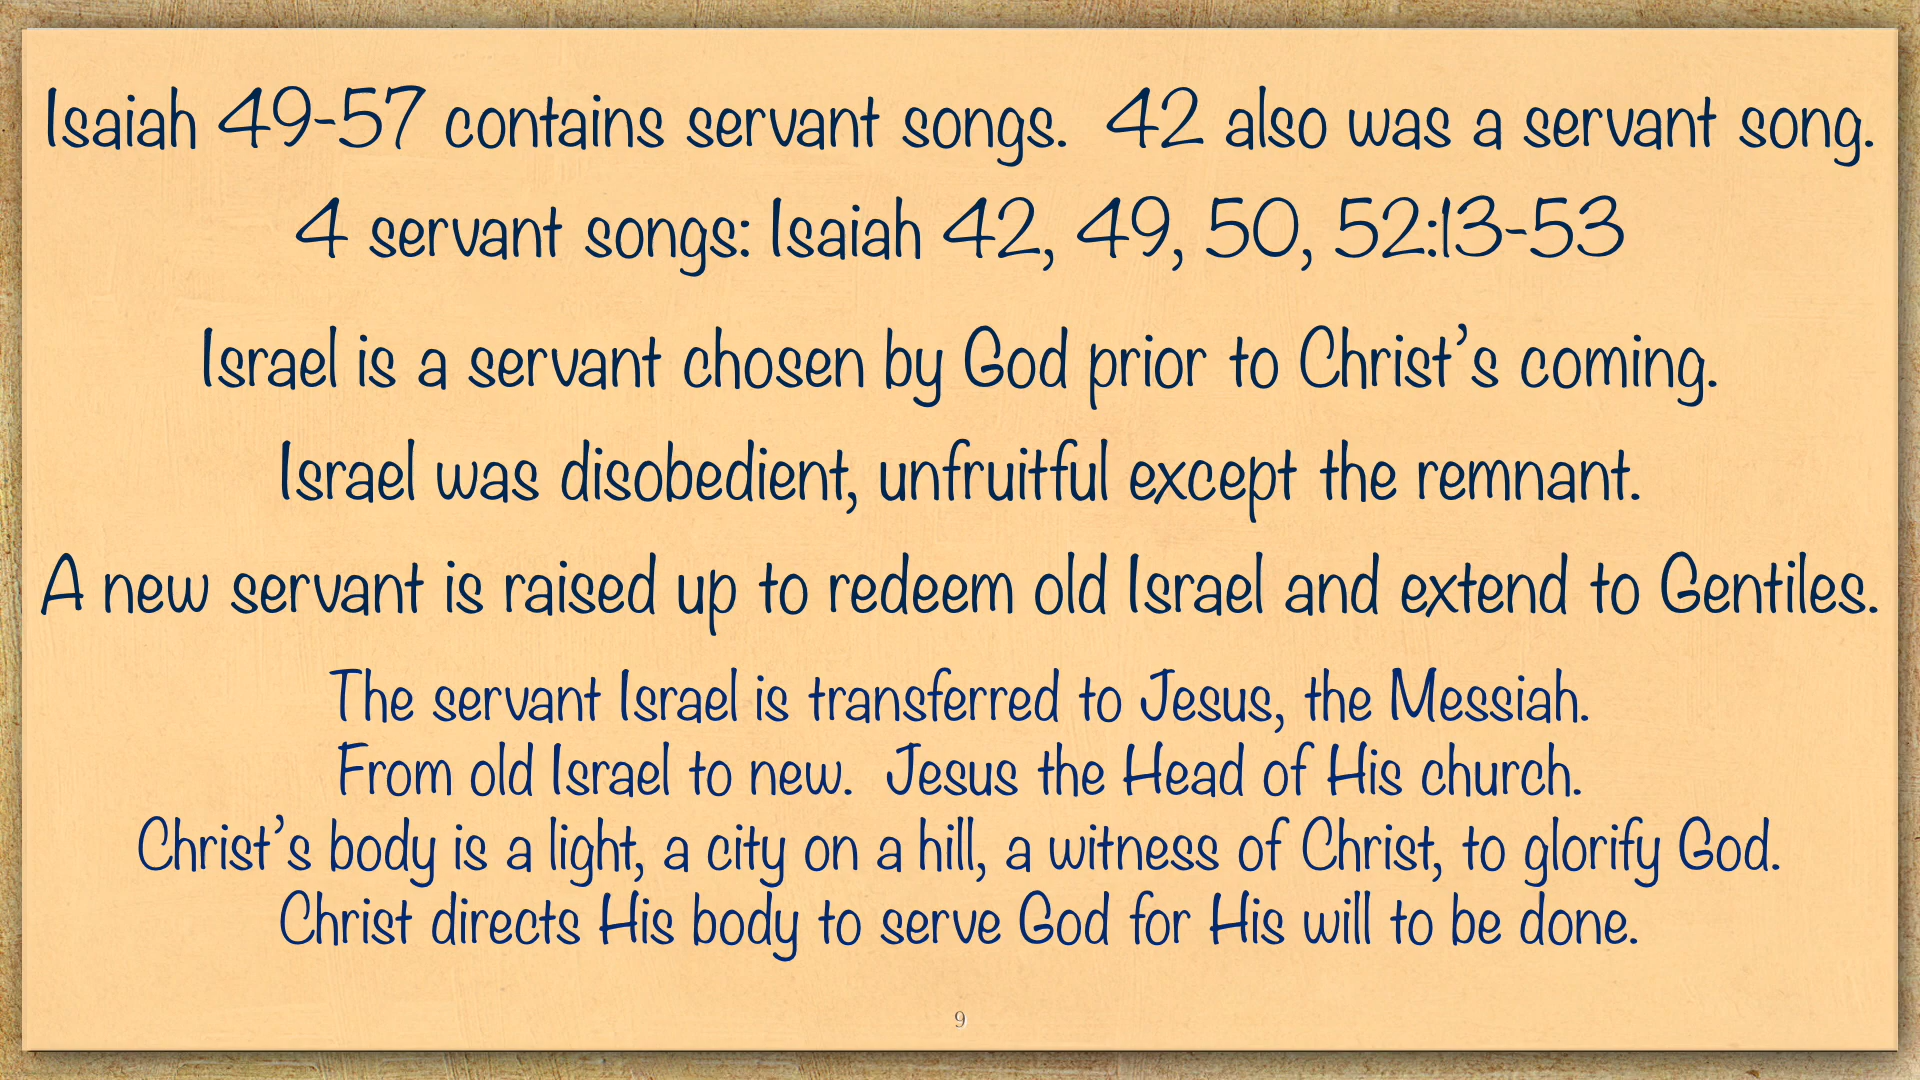 Isaiah 49-57 contains servant songs.  42 also was a servant song.
4 servant songs: Isaiah 42, 49, 50, 52:13-53
Israel is a servant chosen by God prior to Christ’s coming.
Israel was disobedient, unfruitful except the remnant.
A new servant is raised up to redeem old Israel and extend to Gentiles.
The servant Israel is transferred to Jesus, the Messiah.
From old Israel to new.  Jesus the Head of His church.
Christ’s body is a light, a city on a hill, a witness of Christ, to glorify God.
Christ directs His body to serve God for His will to be done.
9